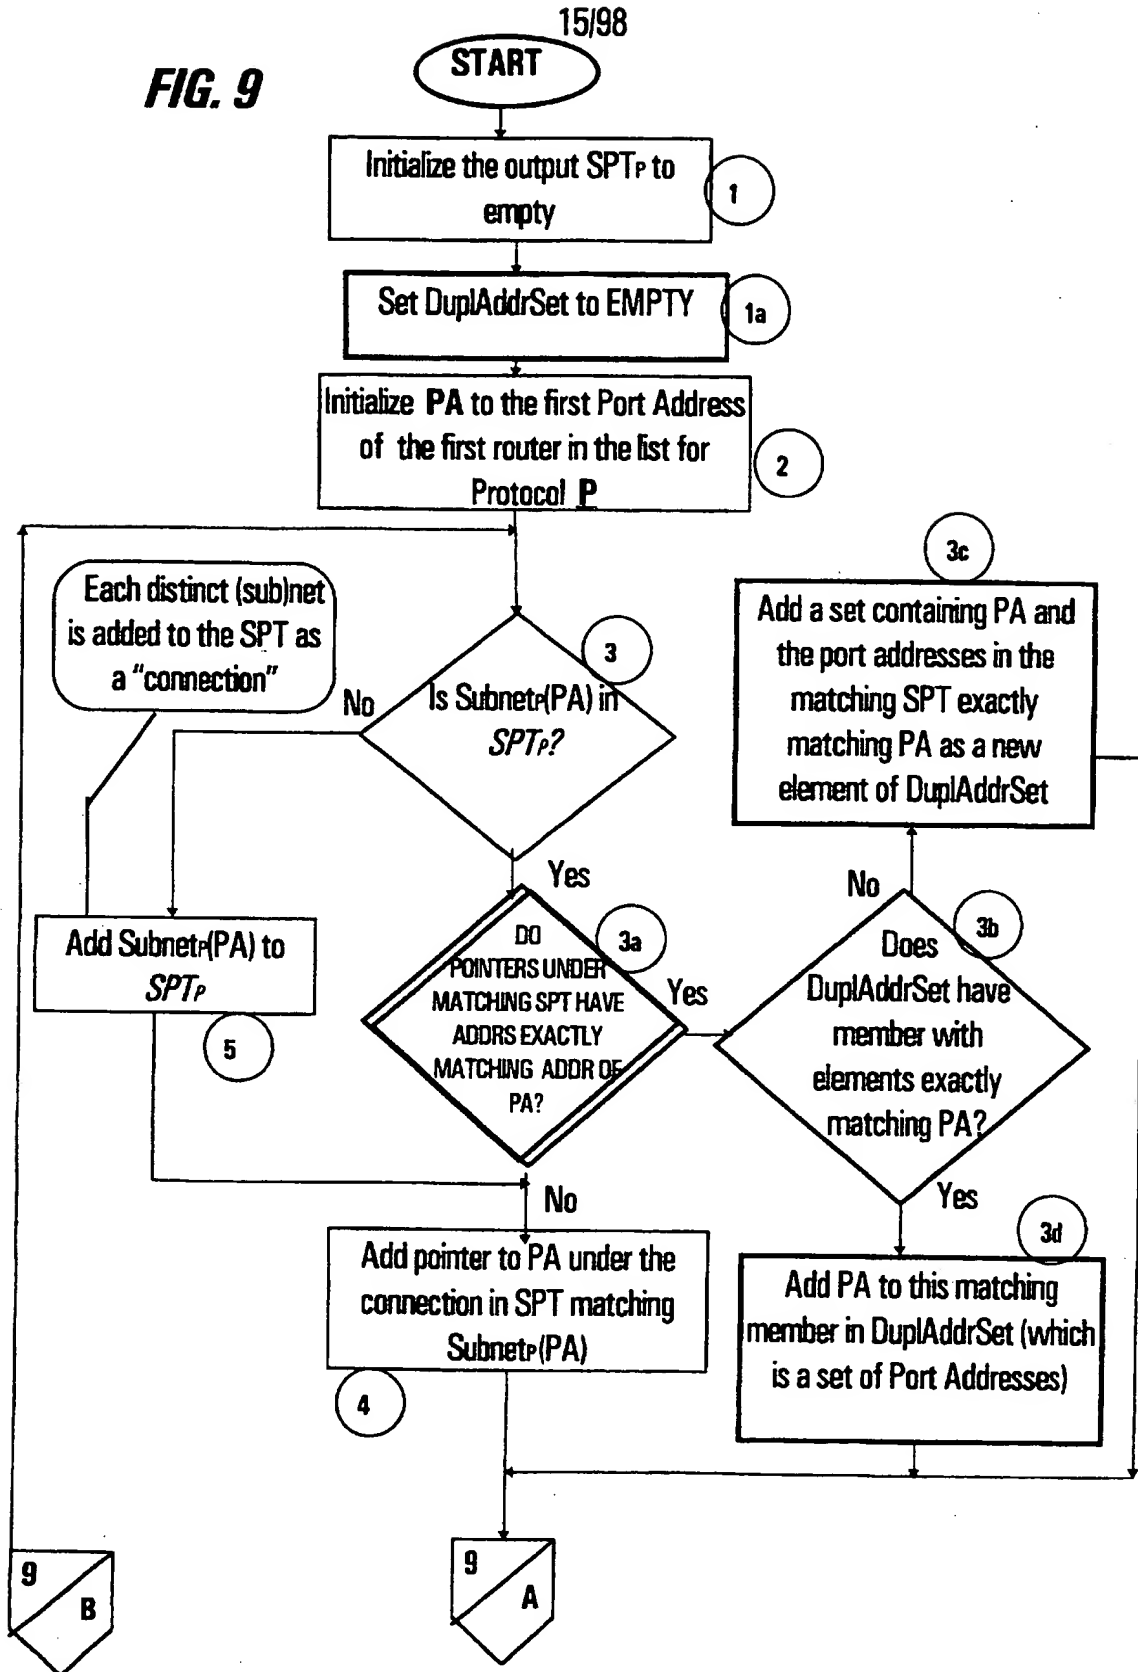 15/98
FIG. 9
START
Initialize the output SPTP to
empty
1
Set DuplAddrSet to EMPTY
1a
Initialize PA to the first Port Address
of the first router in the list for
Protocol P
2
Each distinct (sub)net
is added to the SPT as
a "connection"
No
3
Is SubnetP(PA) in
SPTP?
Yes
3c
Add a set containing PA and
the port addresses in the
matching SPT exactly
matching PA as a new
element of DuplAddrSet
No
Add SubnetP(PA) to
SPTP
5
3a
DO
POINTERS UNDER
MATCHING SPT HAVE
ADDRS EXACTLY
MATCHING ADDR OF
PA?
Yes
3b
Does
DuplAddrSet have
member with
elements exactly
matching PA?
No
Yes
Add pointer to PA under the
connection in SPT matching
SubnetP(PA)
4
3d
Add PA to this matching
member in DuplAddrSet (which
is a set of Port Addresses)
9
B
9
A